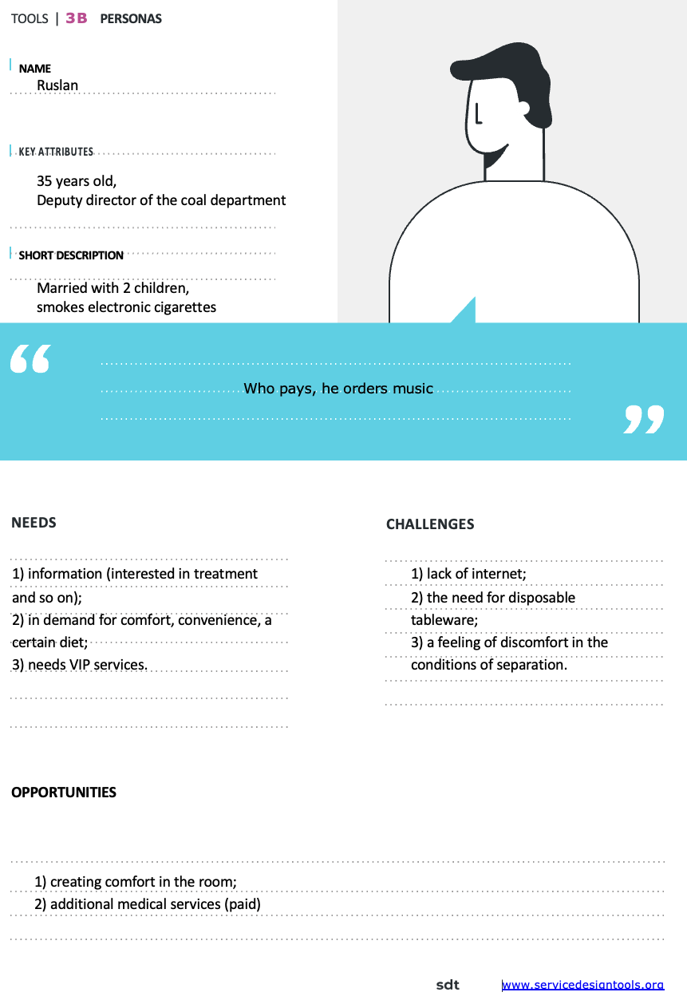 TOOLS | 3B PERSONAS
NAME
Ruslan
KEY ATTRIBUTES
35 years old,
Deputy director of the coal department
SHORT DESCRIPTION
Married with 2 children,
smokes electronic cigarettes
“
Who pays, he orders music
”
NEEDS
1) information (interested in treatment
and so on);
2) in demand for comfort, convenience, a
certain diet;
3) needs VIP services.
CHALLENGES
1) lack of internet;
2) the need for disposable
tableware;
3) a feeling of discomfort in the
conditions of separation.
OPPORTUNITIES
1) creating comfort in the room;
2) additional medical services (paid)
sdt www.servicedesigntools.org